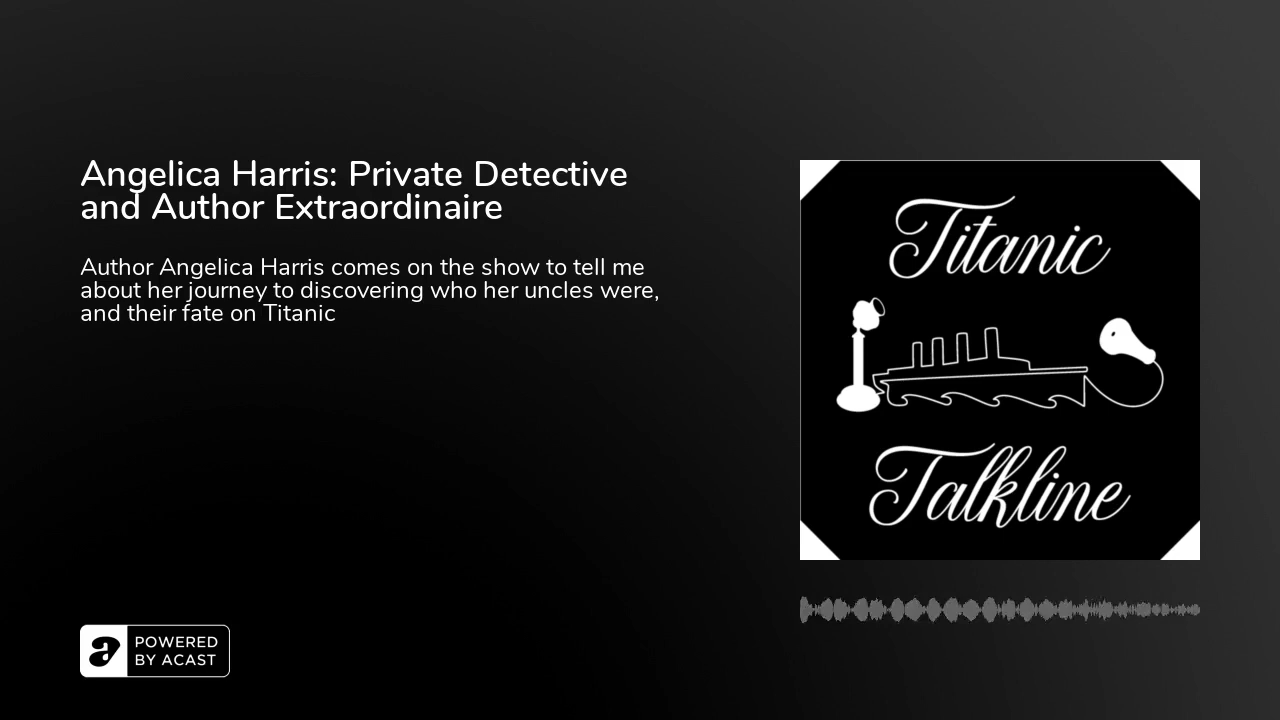 Angelica Harris: Private Detective
and Author Extraordinaire
Author Angelica Harris comes on the show to tell me
about her journey to discovering who her uncles were,
and their fate on Titanic
Titanic
Talkline
a
POWERED
BY ACAST